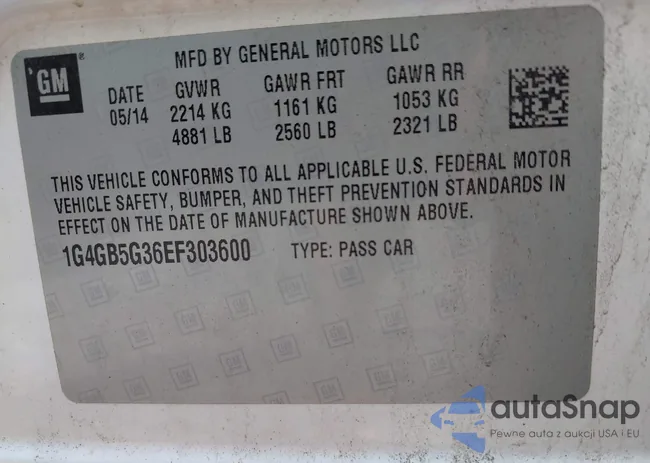 GM
MFD BY GENERAL MOTORS LLC
DATE GVWR GAWR FRT GAWR RR
05/14 2214 KG 1161 KG 1053 KG
4881 LB 2560 LB 2321 LB
THIS VEHICLE CONFORMS TO ALL APPLICABLE U.S. FEDERAL MOTOR
VEHICLE SAFETY, BUMPER, AND THEFT PREVENTION STANDARDS IN
EFFECT ON THE DATE OF MANUFACTURE SHOWN ABOVE.
1G4GB5G36EF303600 TYPE: PASS CAR
autaSnap
Pewne auta z aukcji USA i EU